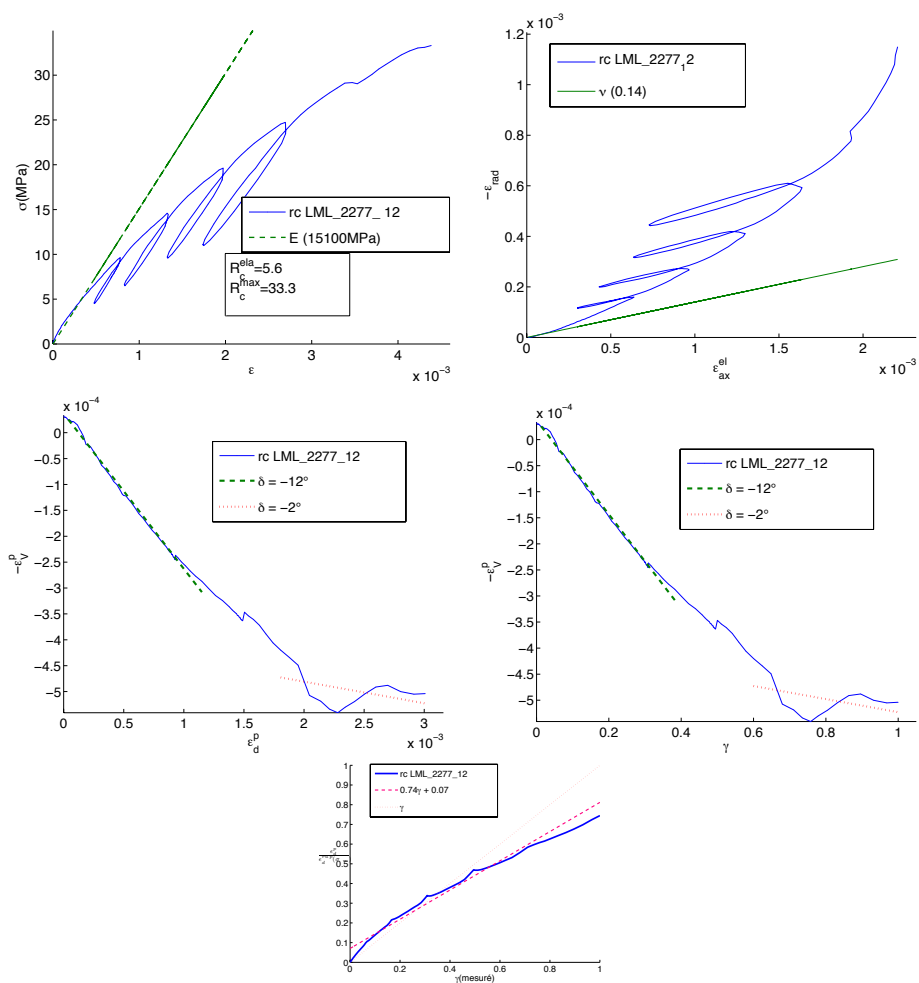 σ(MPa)
30
25
20
15
10
5
0
0 1 2 3 4
x 10⁻³
ε
rc LML_2277_ 12
E (15100MPa)
R_c^ela=5.6
R_c^max=33.3
x 10⁻³
1.4
1.2
1
0.8
0.6
0.4
0.2
0
−ε_rad
0 0.5 1 1.5 2
x 10⁻³
ε_ax^el
rc LML_2277₁2
ν (0.14)
x 10⁻⁴
0
−0.5
−1
−1.5
−2
−2.5
−3
−3.5
−4
−4.5
−5
−ε_V^p
0 0.5 1 1.5 2 2.5 3
x 10⁻³
ε_d^p
rc LML_2277_12
δ = −12°
δ = −2°
x 10⁻⁴
0
−0.5
−1
−1.5
−2
−2.5
−3
−3.5
−4
−4.5
−5
−ε_V^p
0 0.2 0.4 0.6 0.8 1
γ
rc LML_2277_12
δ = −12°
δ = −2°
1
0.9
0.8
0.7
0.6
0.5
0.4
0.3
0.2
0.1
0
0 0.2 0.4 0.6 0.8 1
γ(mesuré)
rc LML_2277_12
0.74γ + 0.07
γ